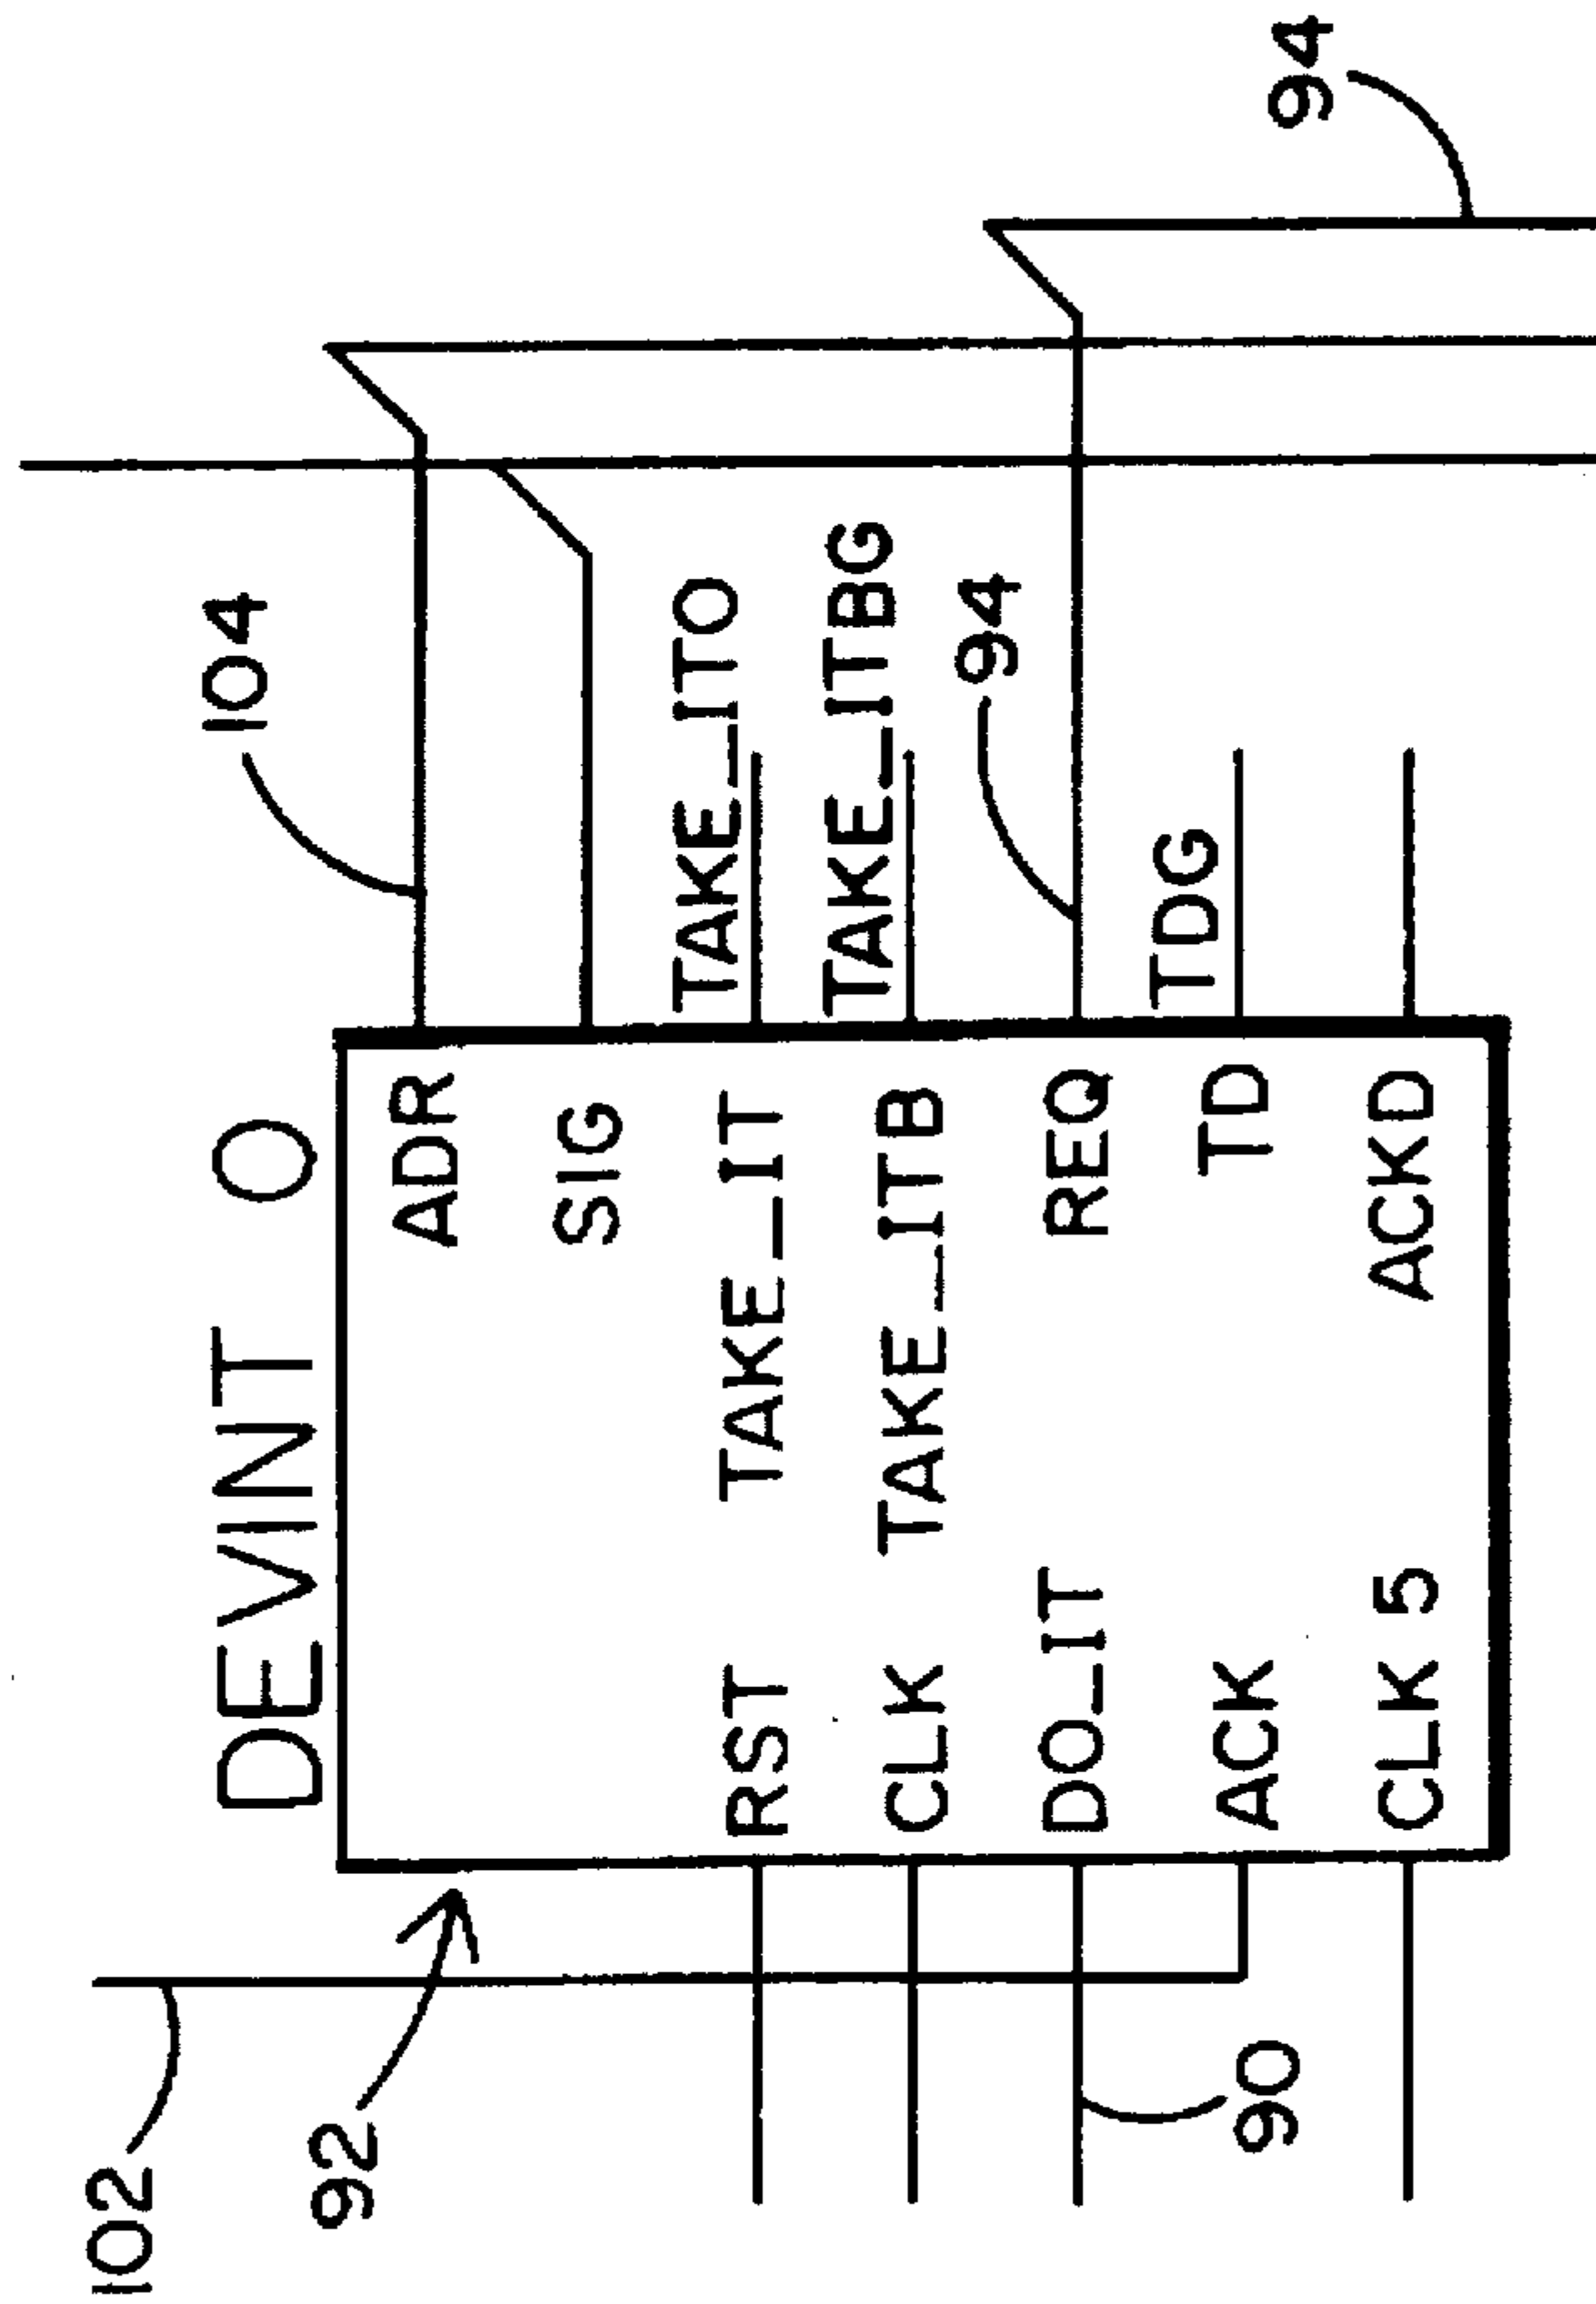 DEVINT 0
ADR
104
SIG
RST
TAKE_IT
TAKE_IT0
CLK
TAKE_ITB
TAKE_ITBG
DO_IT
REQ
94
94
ACK
TD
TDG
CLK 5
ACKD
102
92
90